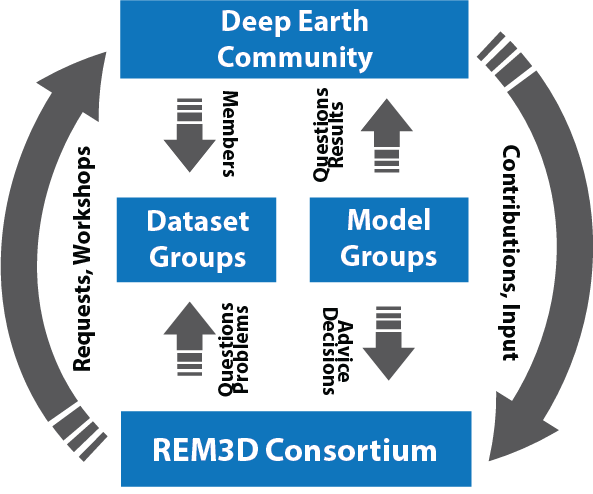 Deep Earth
Community
Members
Questions
Results
Requests, Workshops
Contributions, Input
Dataset
Groups
Model
Groups
Questions
Problems
Advice
Decisions
REM3D Consortium